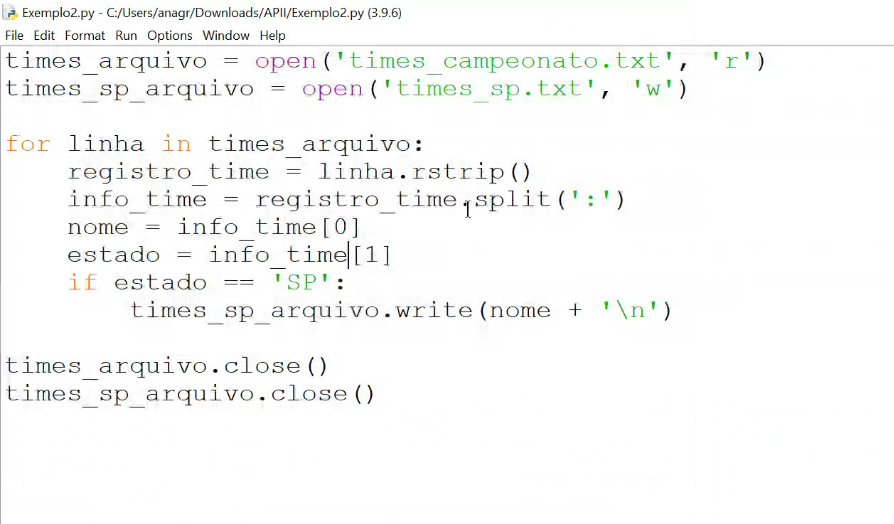 Exemplo2.py - C:/Users/anagr/Downloads/APII/Exemplo2.py (3.9.6)
File Edit Format Run Options Window Help
times_arquivo = open('times_campeonato.txt', 'r')
times_sp_arquivo = open('times_sp.txt', 'w')
for linha in times_arquivo:
    registro_time = linha.rstrip()
    info_time = registro_time.split(':')
    nome = info_time[0]
    estado = info_time[1]
    if estado == 'SP':
        times_sp_arquivo.write(nome + '\n')
times_arquivo.close()
times_sp_arquivo.close()